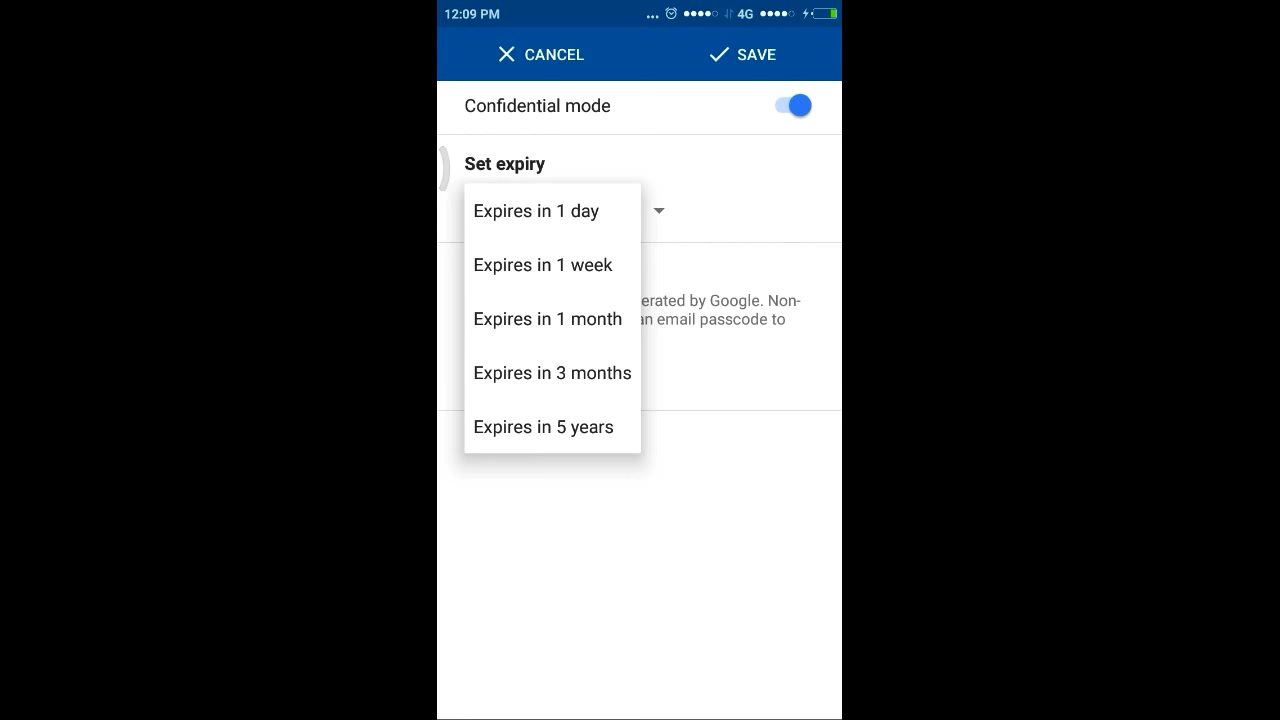 12:09 PM
4G
CANCEL
SAVE
Confidential mode
Set expiry
Expires in 1 day
Expires in 1 week
erated by Google. Non-
Expires in 1 month
an email passcode to
Expires in 3 months
Expires in 5 years